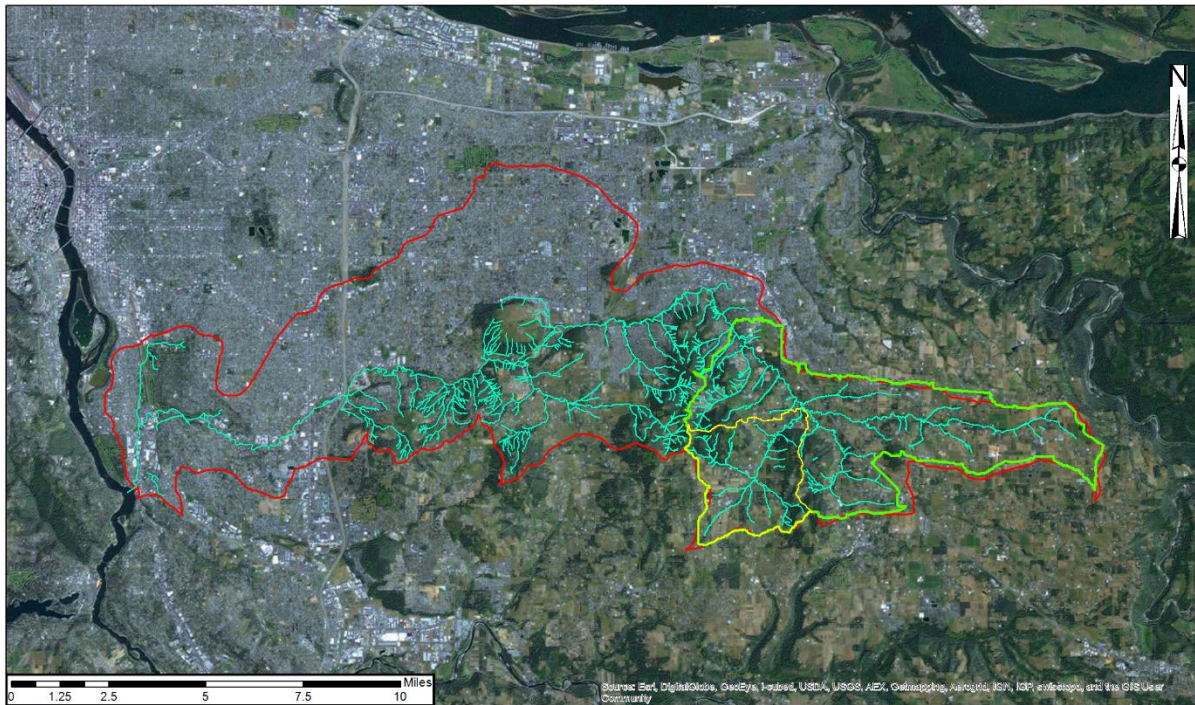 N
Miles
0 1.25 2.5 5 7.5 10
Source: Esri, DigitalGlobe, GeoEye, i-cubed, USDA, USGS, AEX, Getmapping, Aerogrid, IGN, IGP, swisstopo, and the GIS User
Community